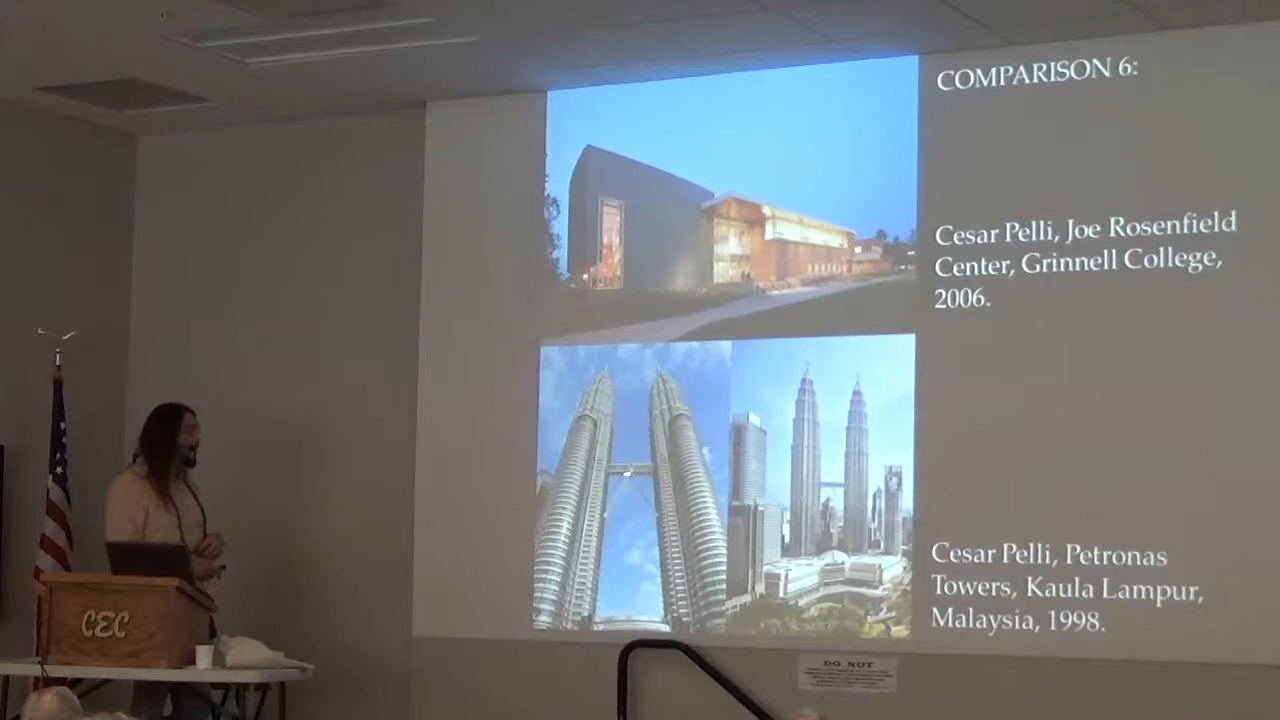 COMPARISON 6:
Cesar Pelli, Joe Rosenfield
Center, Grinnell College,
2006.
Cesar Pelli, Petronas
Towers, Kaula Lampur,
Malaysia, 1998.
CEC
DO NOT